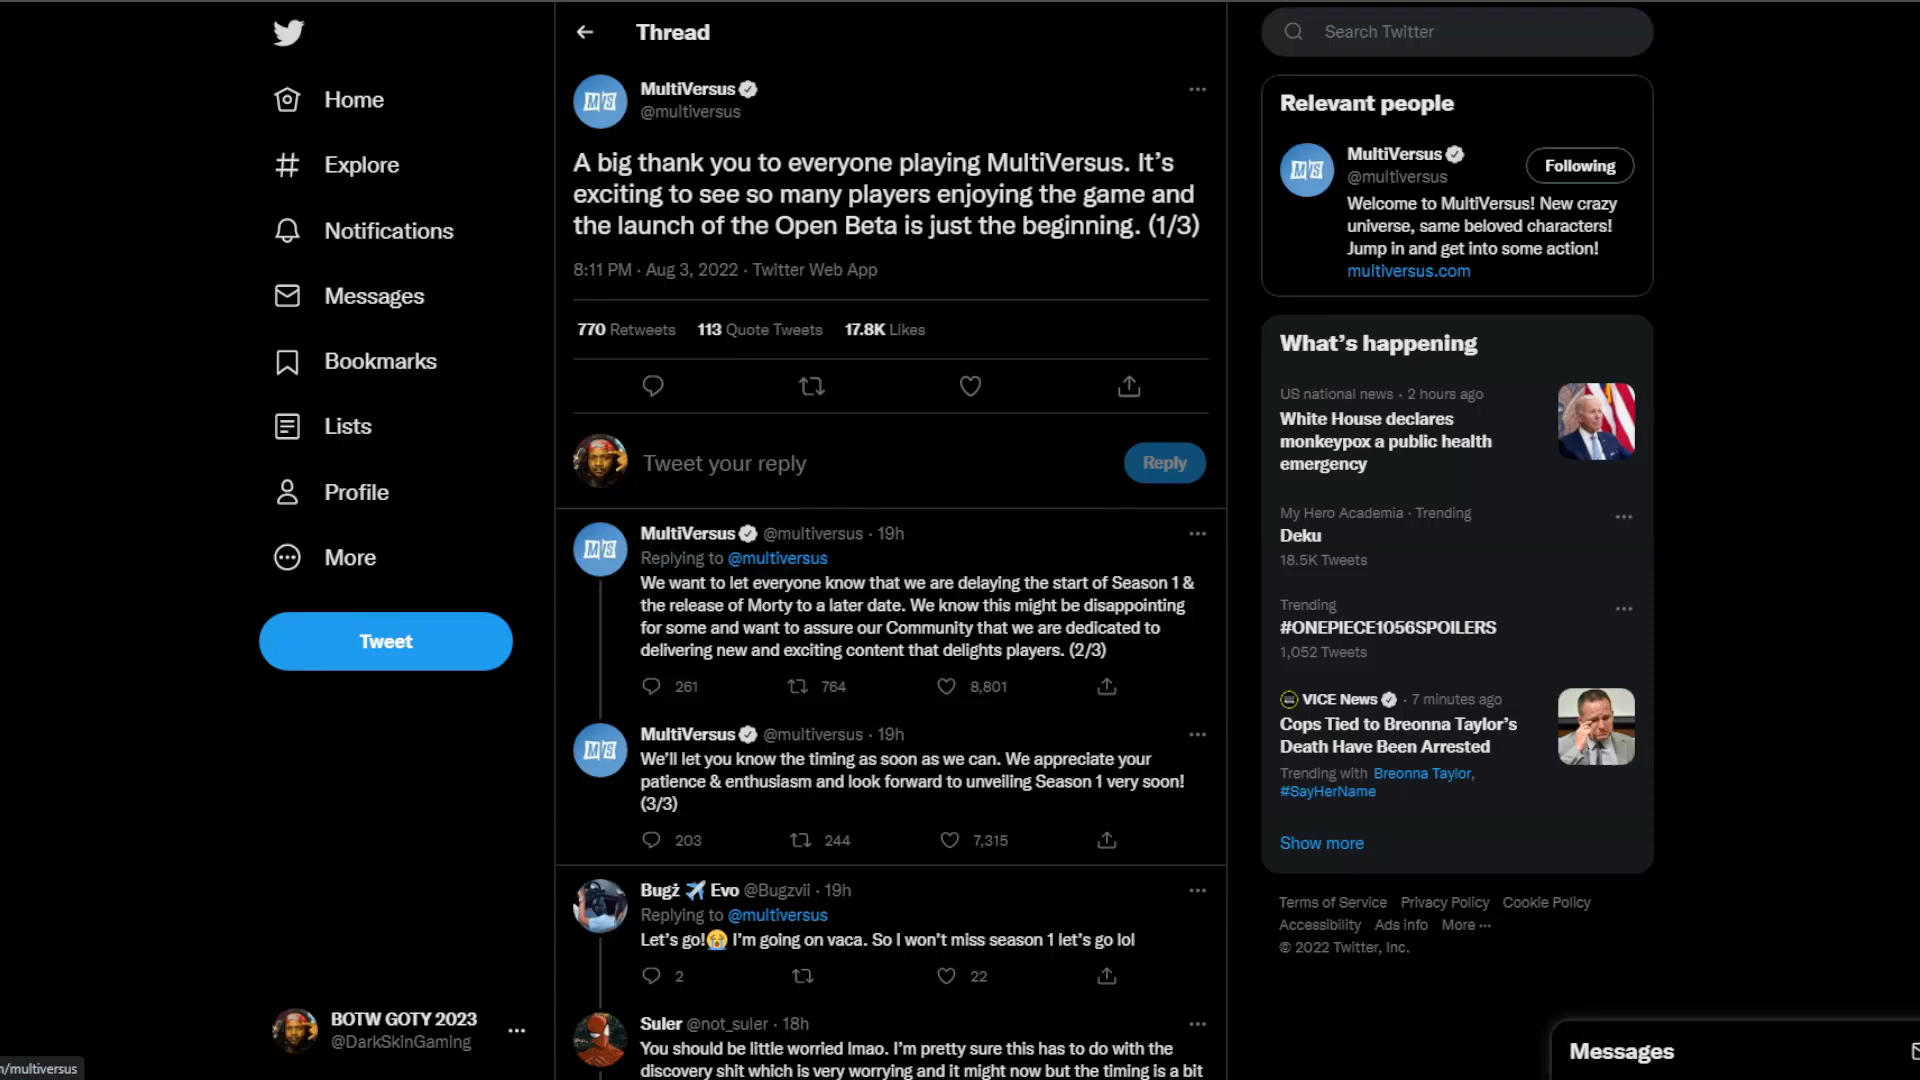 Home
Explore
Notifications
Messages
Bookmarks
Lists
Profile
More
Tweet
BOTW GOTY 2023
@DarkSkinGaming
/multiversus
Thread
MultiVersus
@multiversus
A big thank you to everyone playing MultiVersus. It’s
exciting to see so many players enjoying the game and
the launch of the Open Beta is just the beginning. (1/3)
8:11 PM · Aug 3, 2022 · Twitter Web App
770 Retweets 113 Quote Tweets 17.8K Likes
Tweet your reply
Reply
MultiVersus @multiversus · 19h
Replying to @multiversus
We want to let everyone know that we are delaying the start of Season 1 &
the release of Morty to a later date. We know this might be disappointing
for some and want to assure our Community that we are dedicated to
delivering new and exciting content that delights players. (2/3)
261 764 8,801
MultiVersus @multiversus · 19h
We’ll let you know the timing as soon as we can. We appreciate your
patience & enthusiasm and look forward to unveiling Season 1 very soon!
(3/3)
203 244 7,315
Bugż ✈️ Evo @Bugzvii · 19h
Replying to @multiversus
Let’s go!😭 I’m going on vaca. So I won’t miss season 1 let’s go lol
2 22
Suler @not_suler · 18h
You should be little worried lmao. I’m pretty sure this has to do with the
discovery shit which is very worrying and it might now but the timing is a bit
Search Twitter
Relevant people
MultiVersus
@multiversus
Following
Welcome to MultiVersus! New crazy
universe, same beloved characters!
Jump in and get into some action!
multiversus.com
What’s happening
US national news · 2 hours ago
White House declares
monkeypox a public health
emergency
My Hero Academia · Trending
Deku
18.5K Tweets
Trending
#ONEPIECE1056SPOILERS
1,052 Tweets
VICE News · 7 minutes ago
Cops Tied to Breonna Taylor’s
Death Have Been Arrested
Trending with Breonna Taylor,
#SayHerName
Show more
Terms of Service Privacy Policy Cookie Policy
Accessibility Ads info More ···
© 2022 Twitter, Inc.
Messages